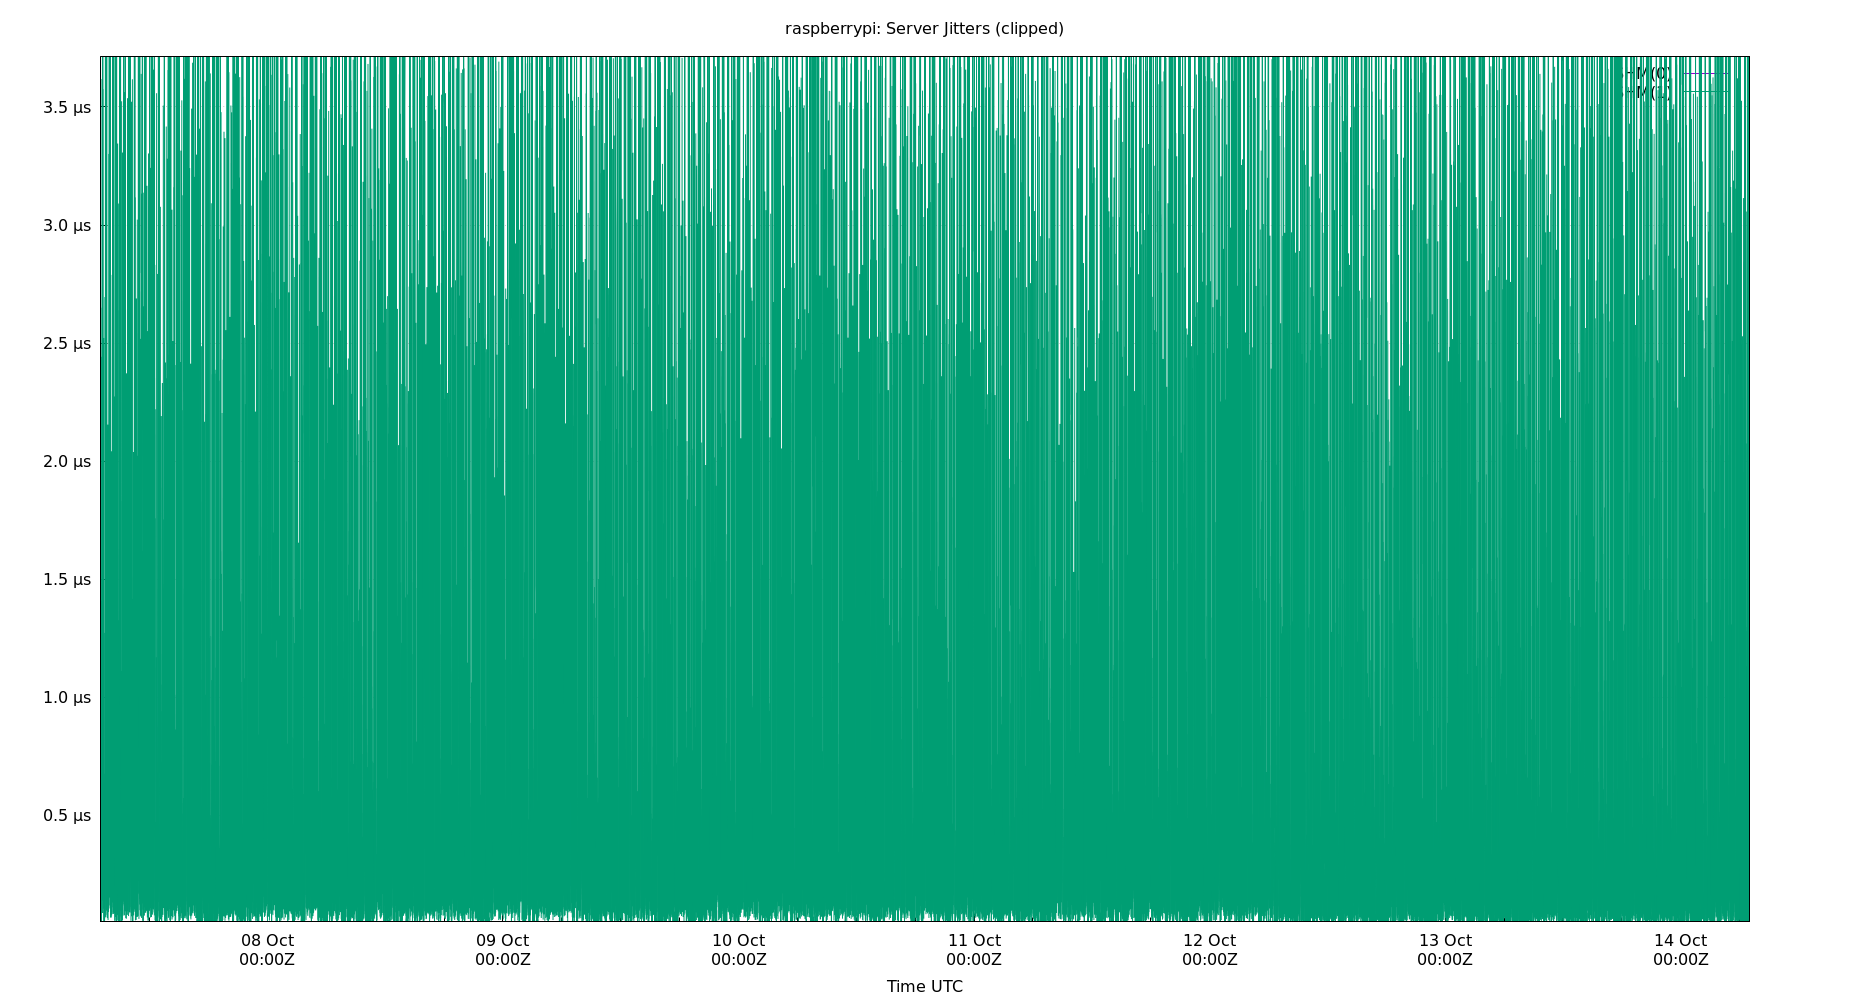 raspberrypi: Server Jitters (clipped)
3.5 µs
3.0 µs
2.5 µs
2.0 µs
1.5 µs
1.0 µs
0.5 µs
08 Oct 09 Oct 10 Oct 11 Oct 12 Oct 13 Oct 14 Oct
00:00Z 00:00Z 00:00Z 00:00Z 00:00Z 00:00Z 00:00Z
Time UTC